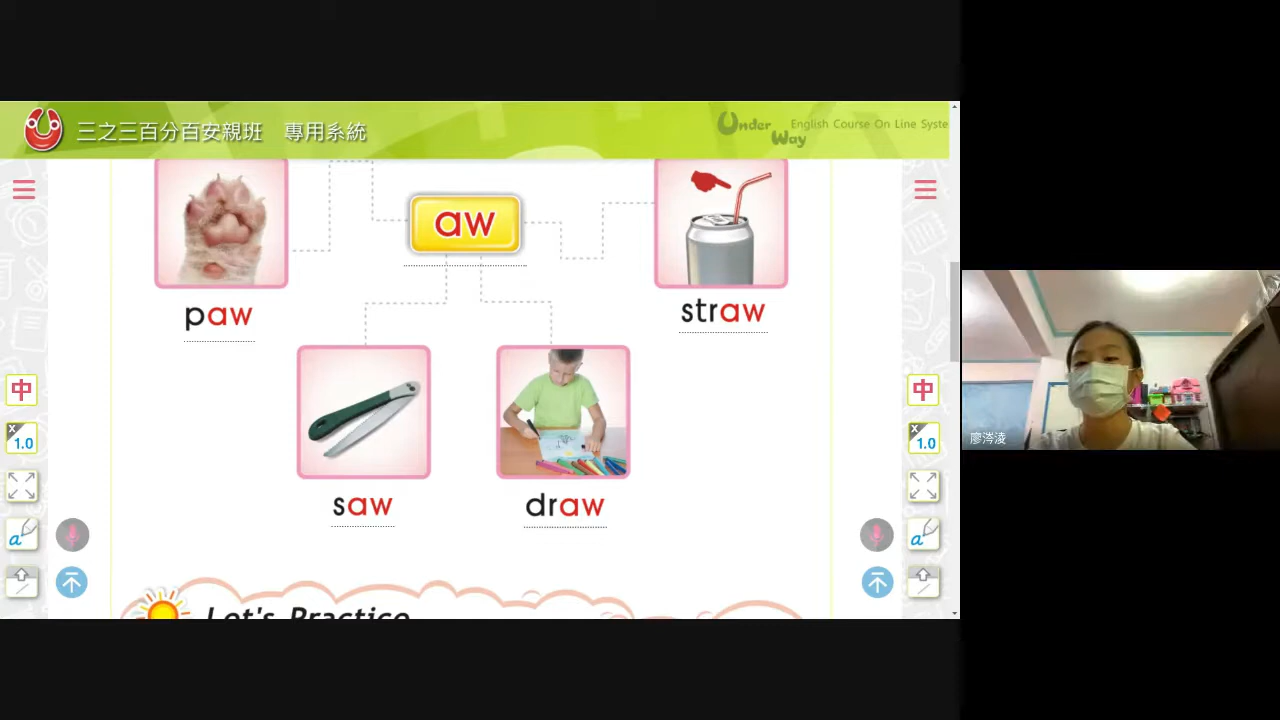 三之三百分百安親班 專用系統
Under Way English Course On Line Syste
aw
paw
straw
saw
draw
中
x 1.0
a
中
x 1.0
a
Let's Practice
廖涔淩